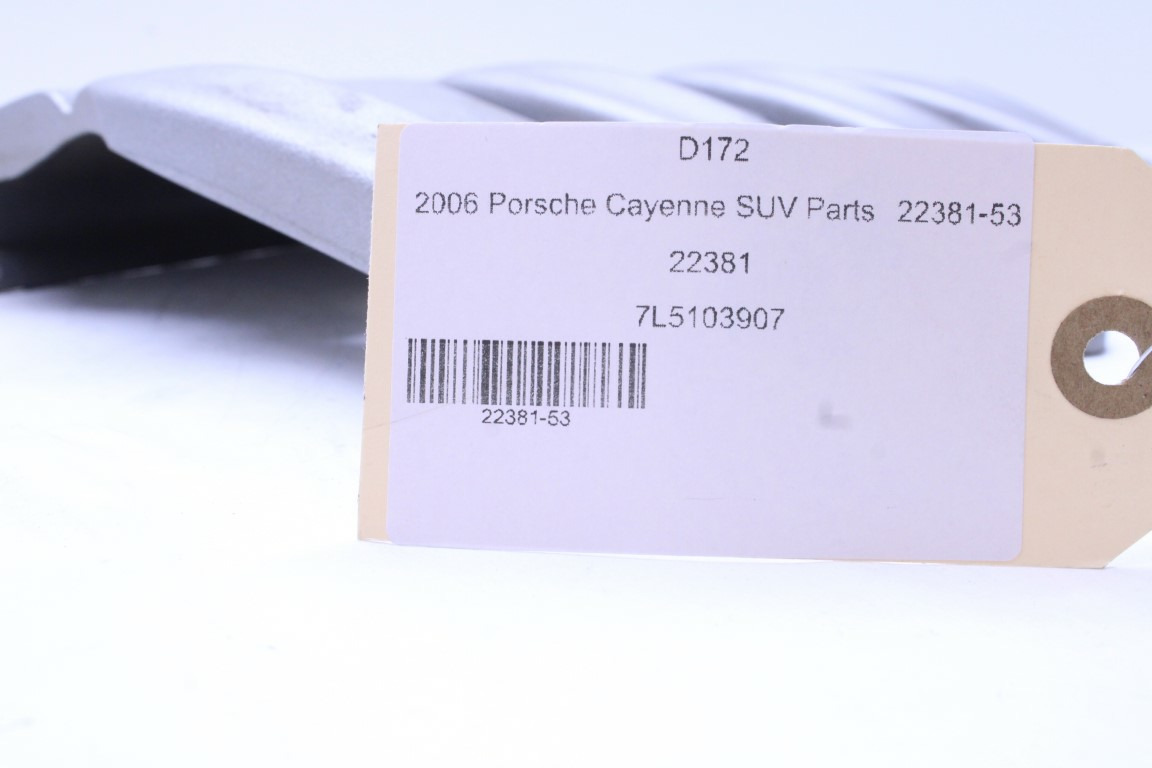 D172
2006 Porsche Cayenne SUV Parts 22381-53
22381
7L5103907
22381-53